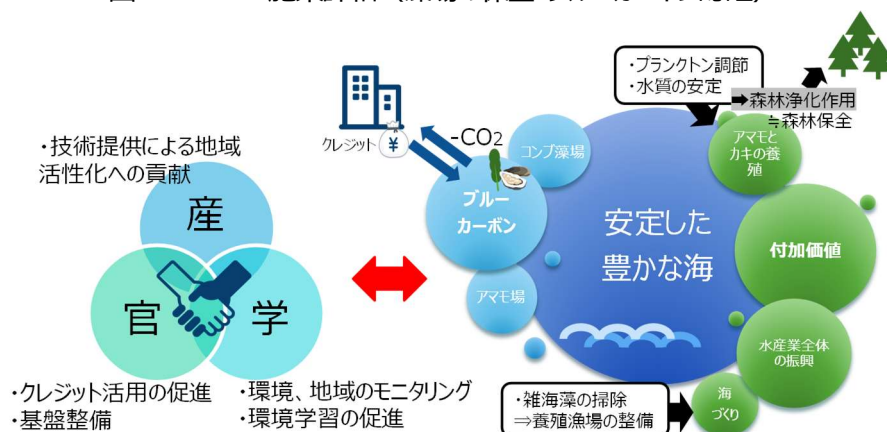 ・技術提供による地域
活性化への貢献
産
官
学
・クレジット活用の促進
・基盤整備
・環境、地域のモニタリング
・環境学習の促進
クレジット
¥
-CO2
ブルー
カーボン
コンブ藻場
アマモ場
安定した
豊かな海
・プランクトン調節
・水質の安定
➡森林浄化作用
≒森林保全
アマモと
カキの養
殖
付加価値
水産業全体
の振興
海
づくり
・雑海藻の掃除
⇒養殖漁場の整備